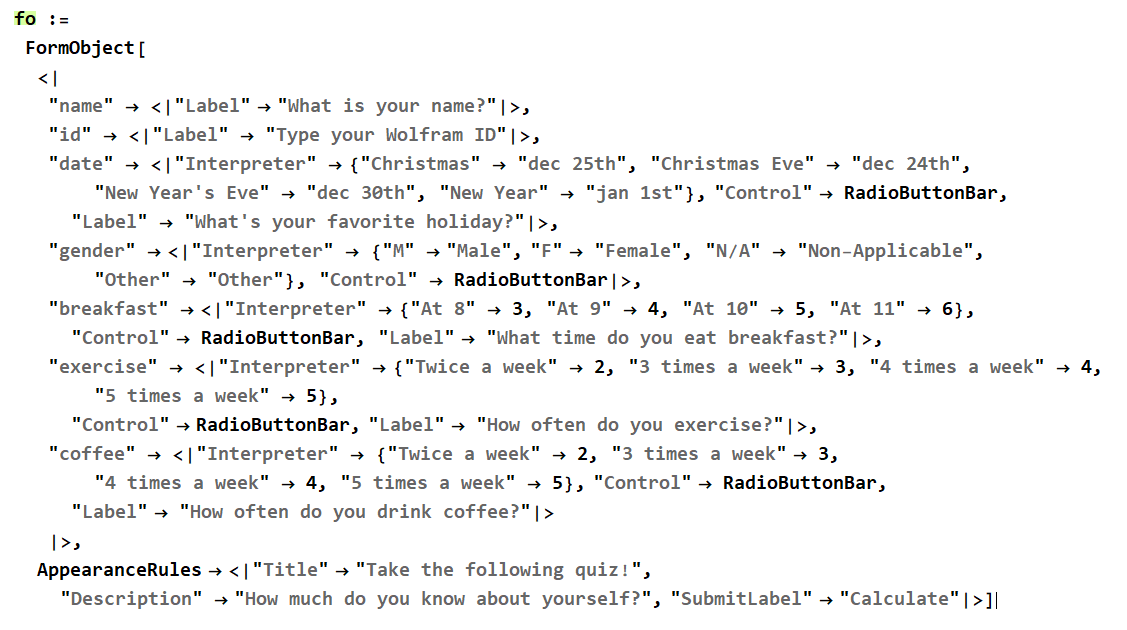 fo :=
FormObject[
<|
"name" → <|"Label" → "What is your name?"|>,
"id" → <|"Label" → "Type your Wolfram ID"|>,
"date" → <|"Interpreter" → {"Christmas" → "dec 25th", "Christmas Eve" → "dec 24th",
"New Year's Eve" → "dec 30th", "New Year" → "jan 1st"}, "Control" → RadioButtonBar,
"Label" → "What's your favorite holiday?"|>,
"gender" → <|"Interpreter" → {"M" → "Male", "F" → "Female", "N/A" → "Non-Applicable",
"Other" → "Other"}, "Control" → RadioButtonBar|>,
"breakfast" → <|"Interpreter" → {"At 8" → 3, "At 9" → 4, "At 10" → 5, "At 11" → 6},
"Control" → RadioButtonBar, "Label" → "What time do you eat breakfast?"|>,
"exercise" → <|"Interpreter" → {"Twice a week" → 2, "3 times a week" → 3, "4 times a week" → 4,
"5 times a week" → 5},
"Control" → RadioButtonBar, "Label" → "How often do you exercise?"|>,
"coffee" → <|"Interpreter" → {"Twice a week" → 2, "3 times a week" → 3,
"4 times a week" → 4, "5 times a week" → 5}, "Control" → RadioButtonBar,
"Label" → "How often do you drink coffee?"|>
|>,
AppearanceRules → <|"Title" → "Take the following quiz!",
"Description" → "How much do you know about yourself?", "SubmitLabel" → "Calculate"|>]